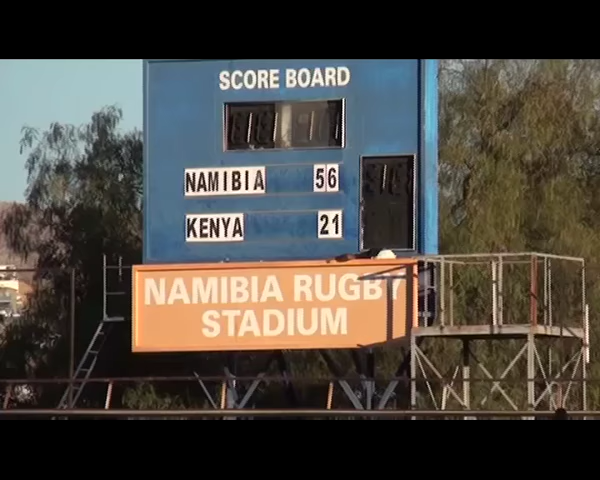 SCORE BOARD
NAMIBIA 56
KENYA 21
NAMIBIA RUGBY
STADIUM